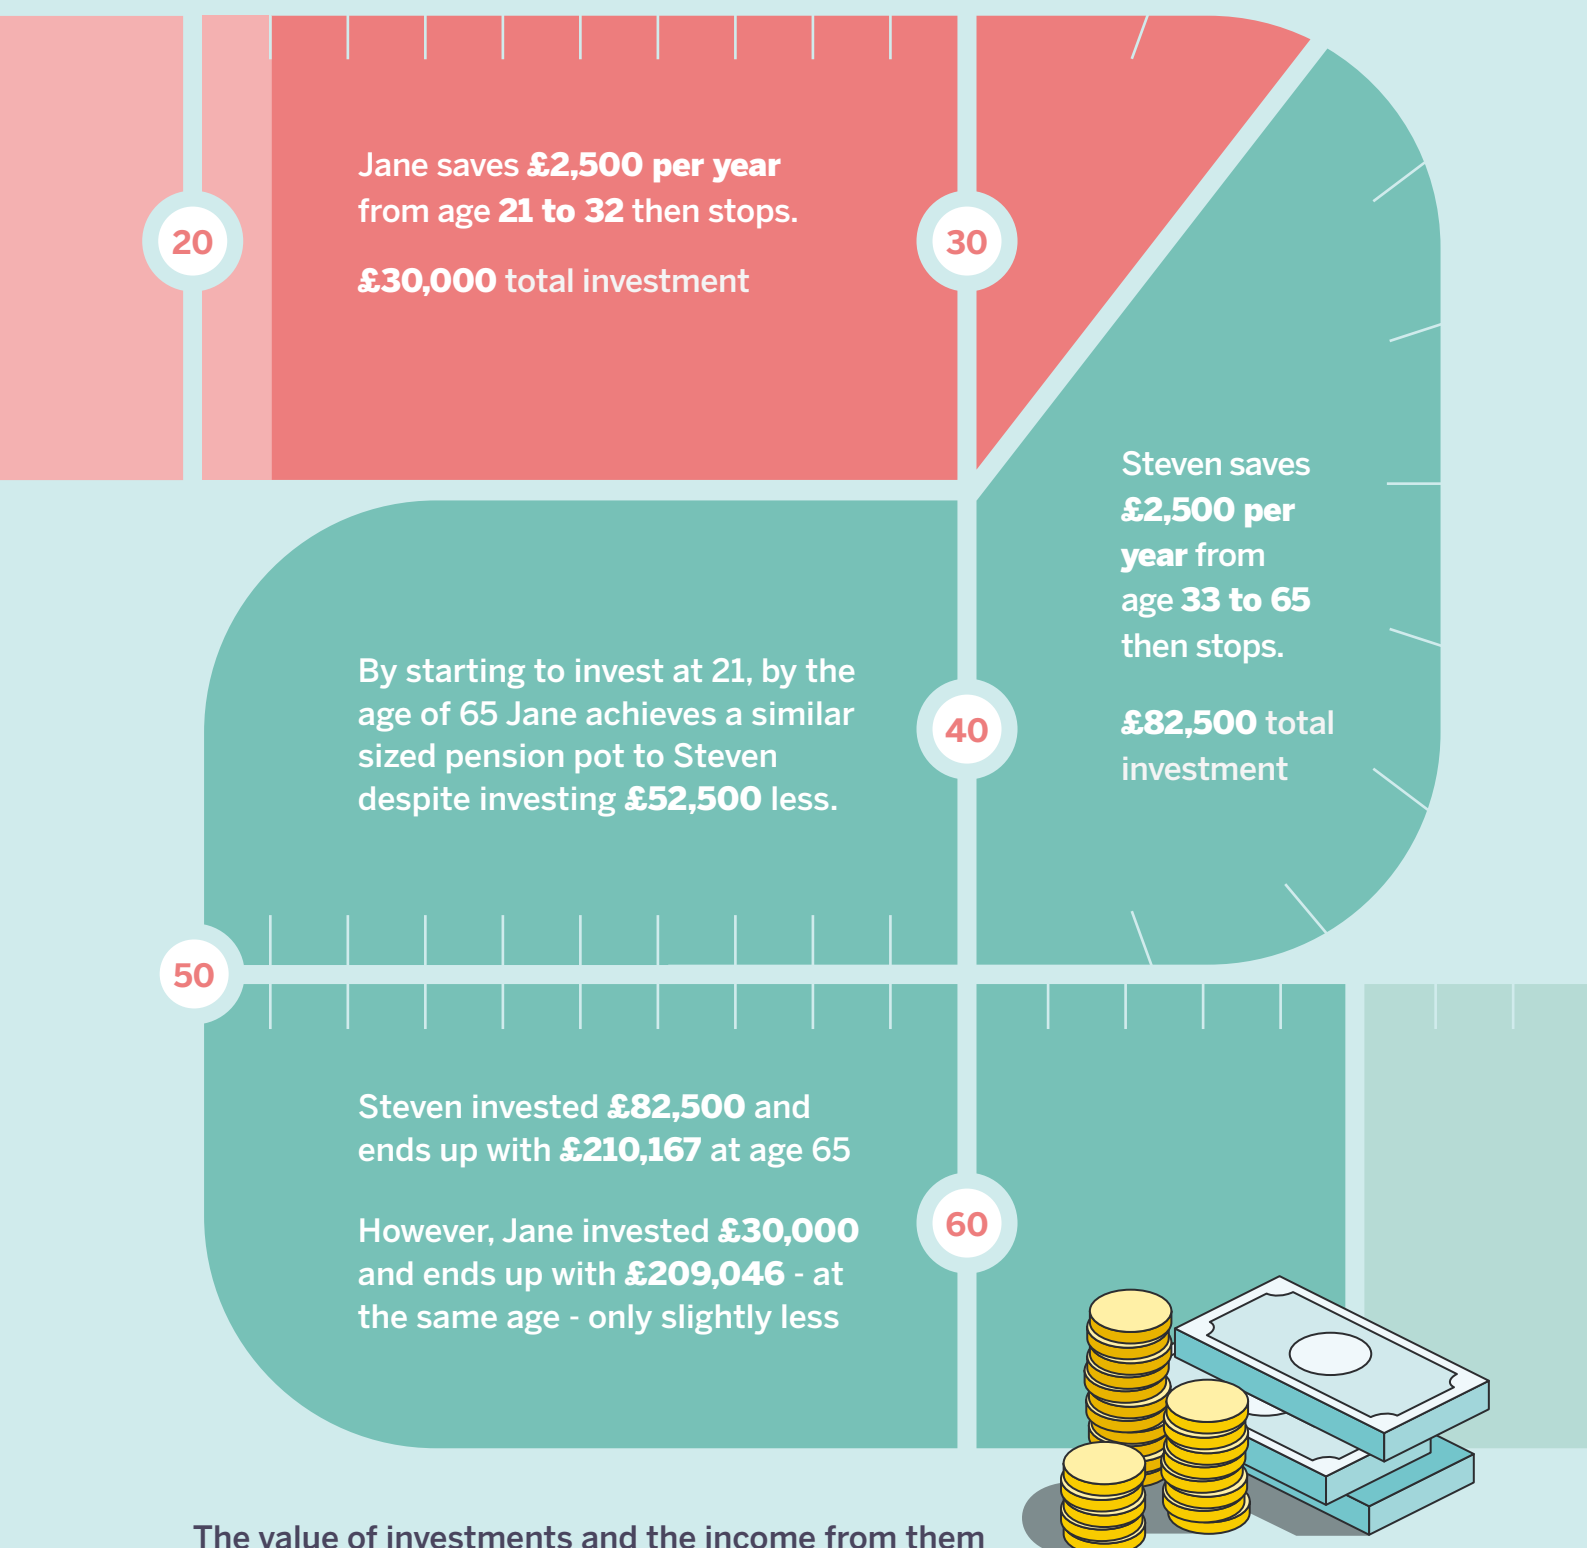 20
Jane saves £2,500 per year
from age 21 to 32 then stops.
£30,000 total investment
30
Steven saves
£2,500 per
year from
age 33 to 65
then stops.
£82,500 total
investment
40
By starting to invest at 21, by the
age of 65 Jane achieves a similar
sized pension pot to Steven
despite investing £52,500 less.
50
Steven invested £82,500 and
ends up with £210,167 at age 65
However, Jane invested £30,000
and ends up with £209,046 - at
the same age - only slightly less
60
The value of investments and the income from them